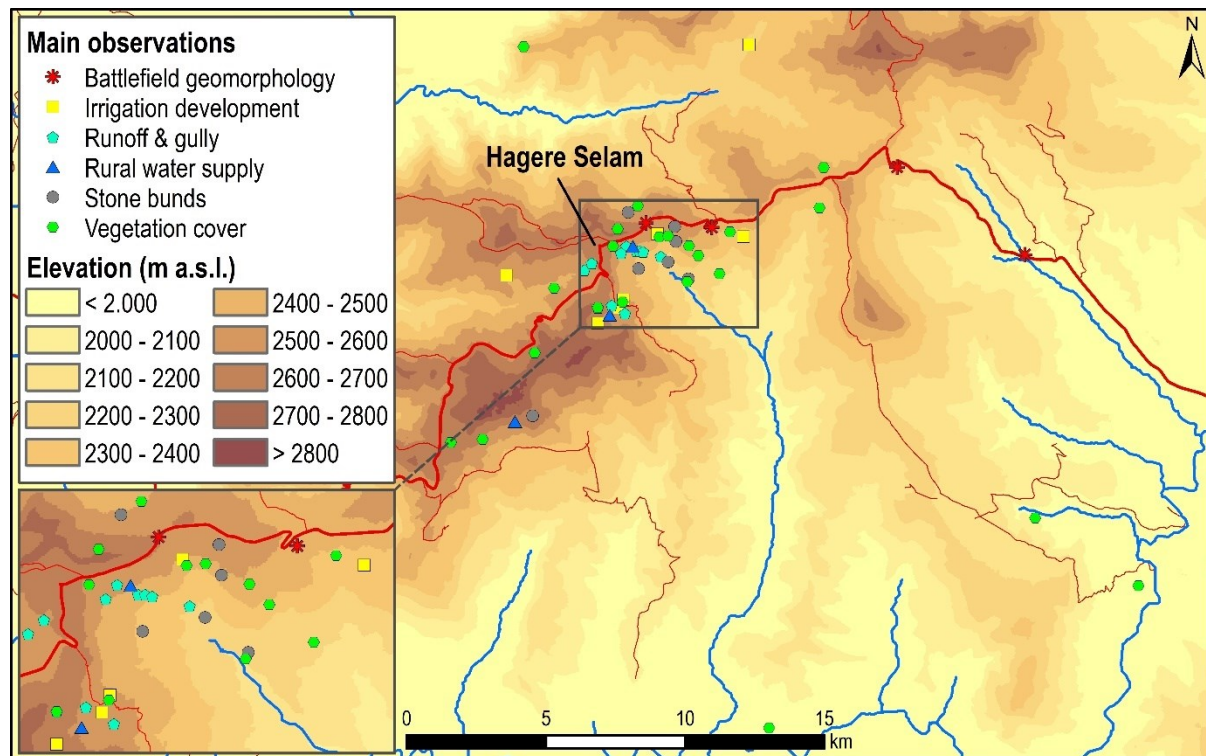 Main observations
Battlefield geomorphology
Irrigation development
Runoff & gully
Rural water supply
Stone bunds
Vegetation cover
Elevation (m a.s.l.)
< 2.000
2000 - 2100
2100 - 2200
2200 - 2300
2300 - 2400
2400 - 2500
2500 - 2600
2600 - 2700
2700 - 2800
> 2800
Hagere Selam
N
0 5 10 15
km